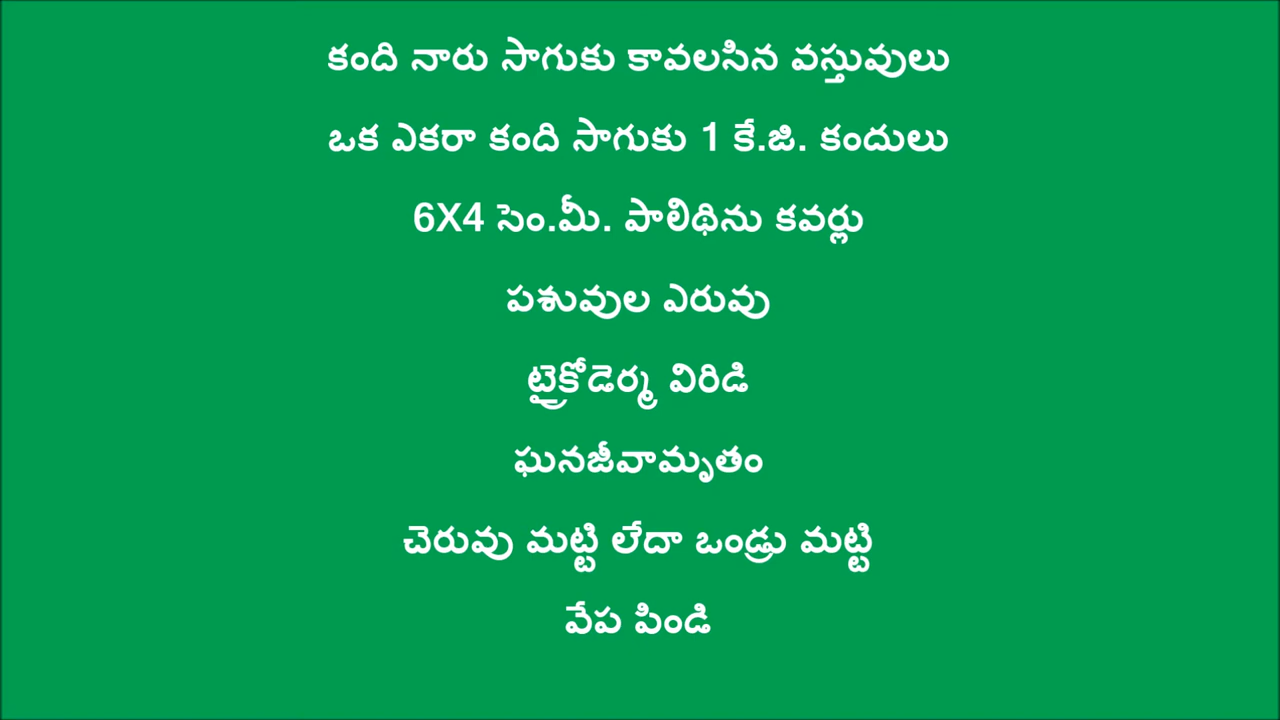 కంది నారు సాగుకు కావలసిన వస్తువులు
ఒక ఎకరా కంది సాగుకు 1 కే.జి. కందులు
6X4 సెం.మీ. పాలిథిను కవర్లు
పశువుల ఎరువు
ట్రైకోడెర్మ విరిడి
ఘనజీవామృతం
చెరువు మట్టి లేదా ఒండ్రు మట్టి
వేప పిండి